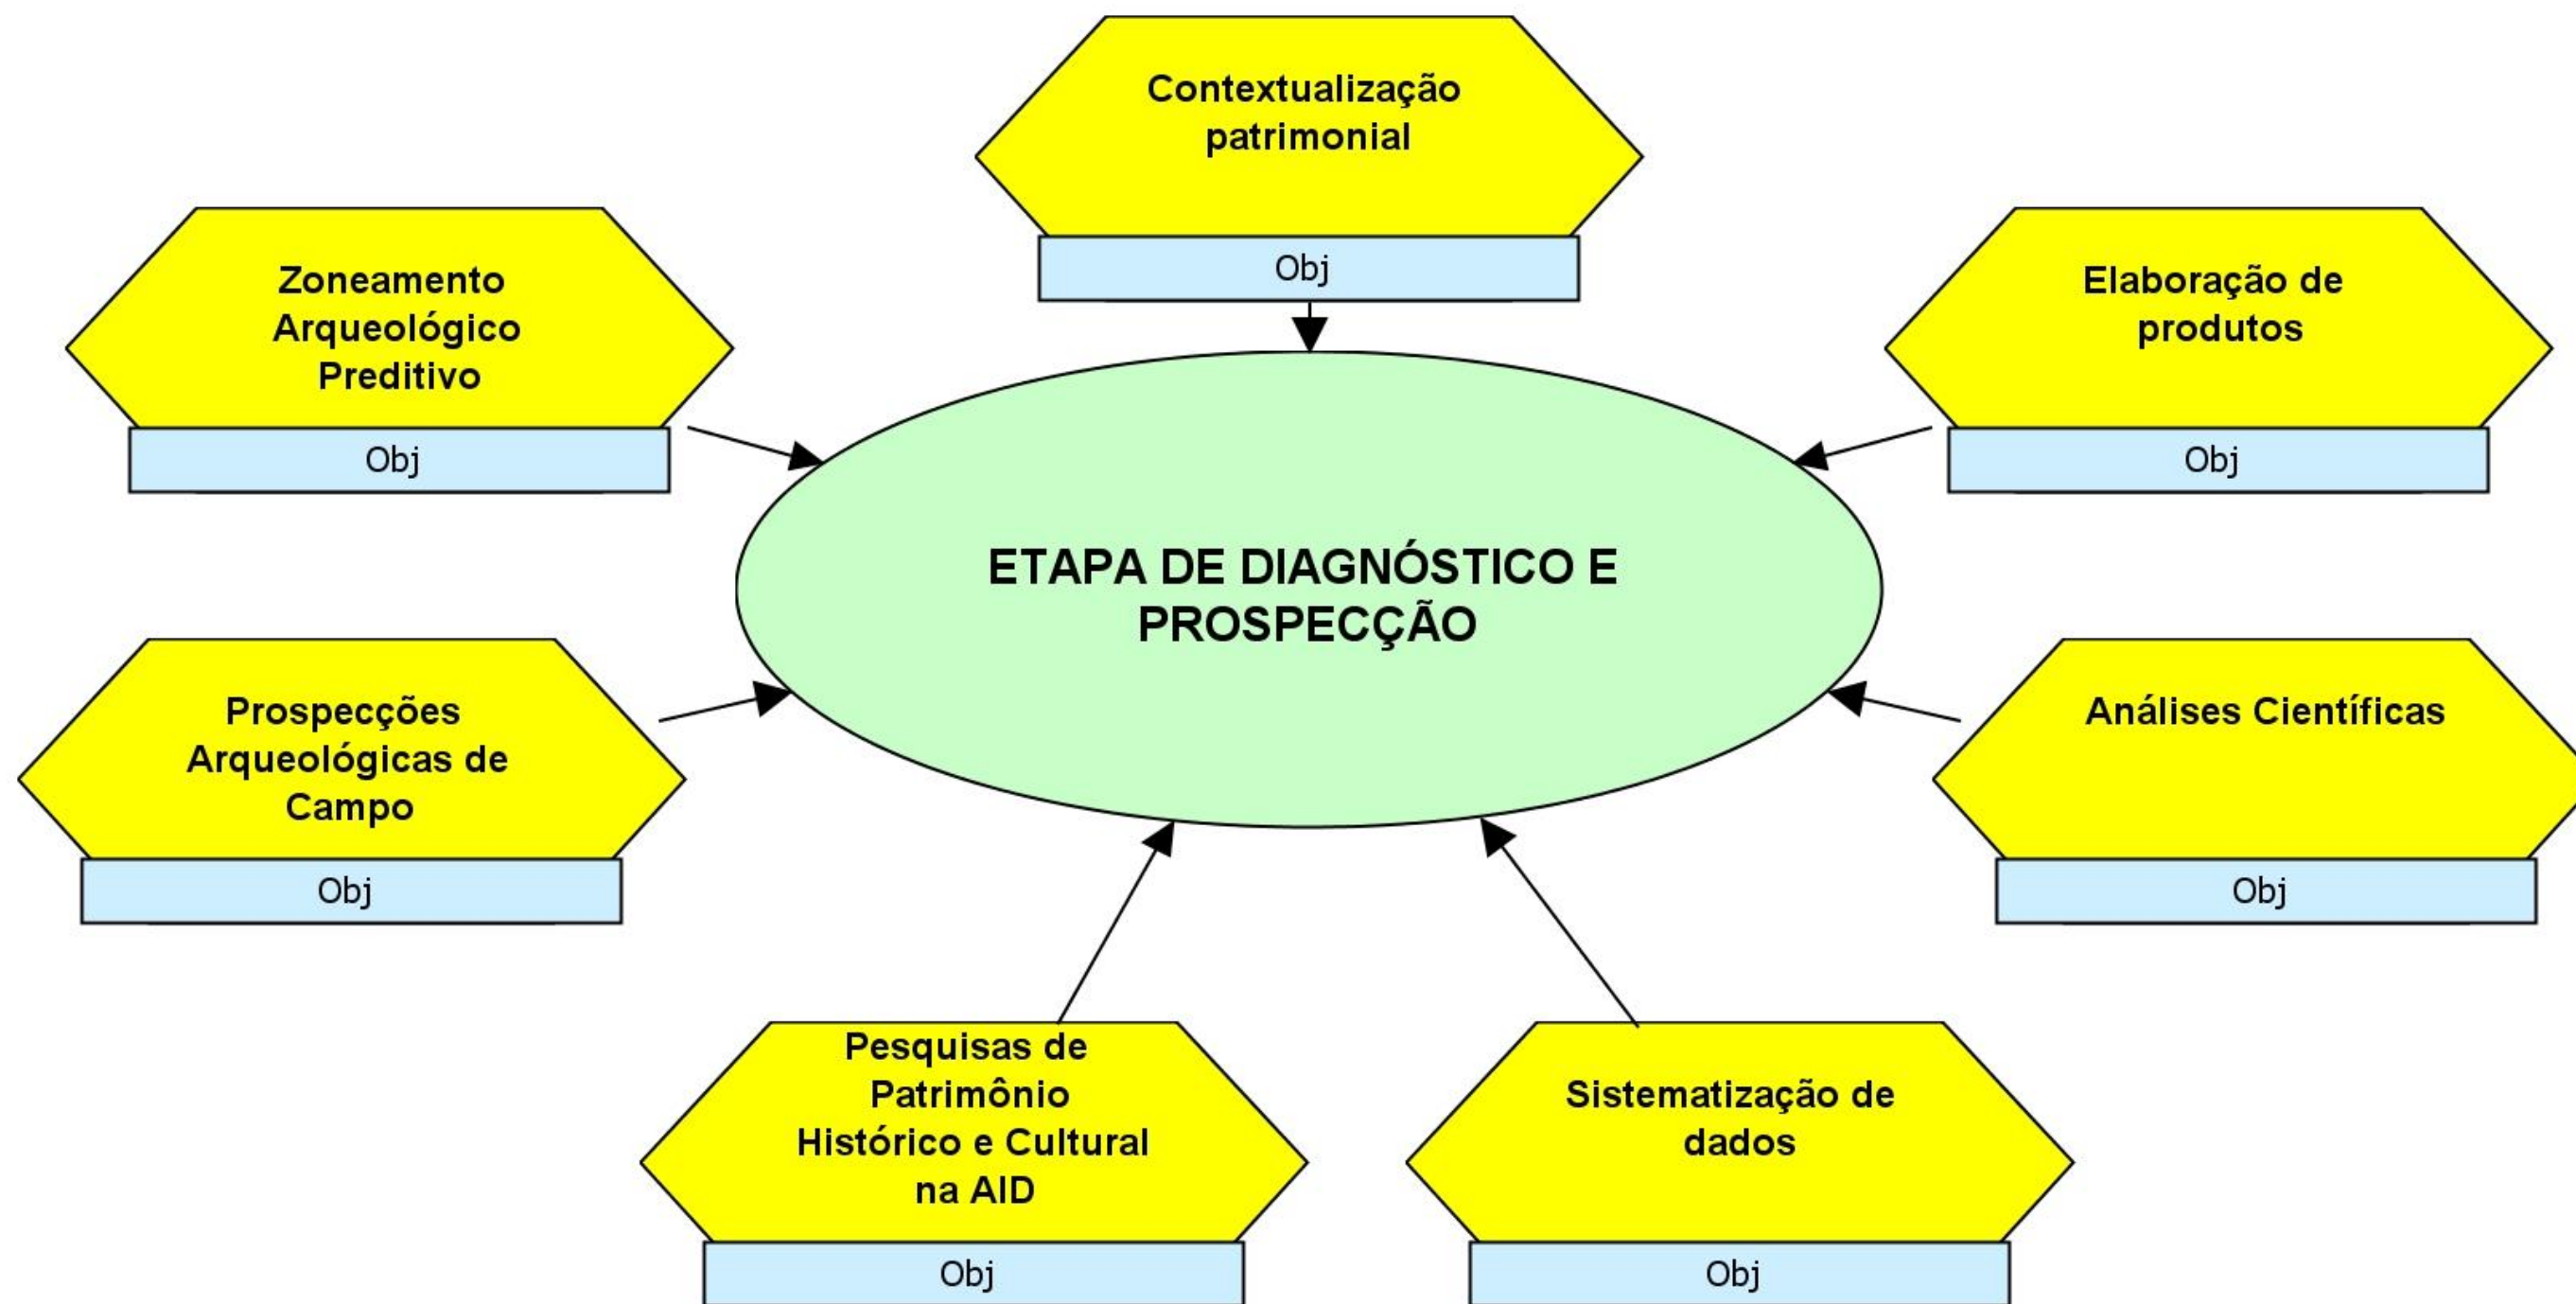 Contextualização
patrimonial
Obj
Zoneamento
Arqueológico
Preditivo
Obj
Elaboração de
produtos
Obj
ETAPA DE DIAGNÓSTICO E
PROSPECÇÃO
Prospecções
Arqueológicas de
Campo
Obj
Análises Científicas
Obj
Pesquisas de
Patrimônio
Histórico e Cultural
na AID
Obj
Sistematização de
dados
Obj